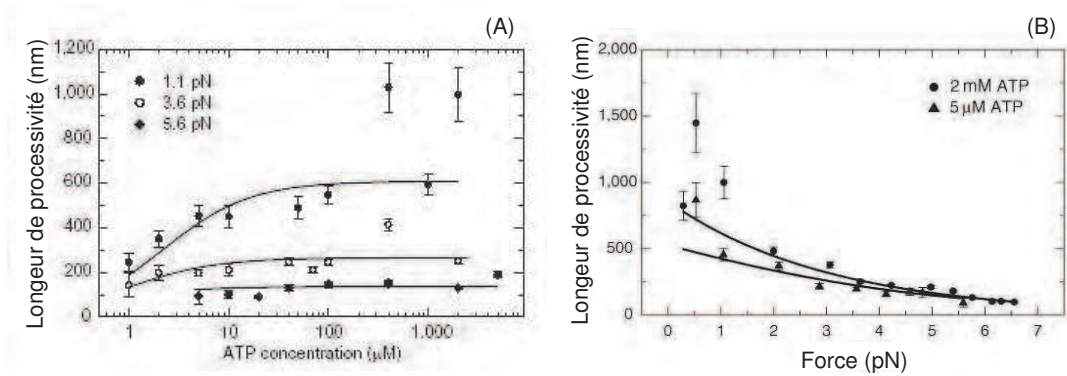 (A)
Longeur de processivité (nm)
1,200
1,000
800
600
400
200
0
1.1 pN
3.6 pN
5.6 pN
1
10
100
1,000
ATP concentration (μM)
(B)
Longeur de processivité (nm)
2,000
1,500
1,000
500
0
2 mM ATP
5 μM ATP
0 1 2 3 4 5 6 7
Force (pN)